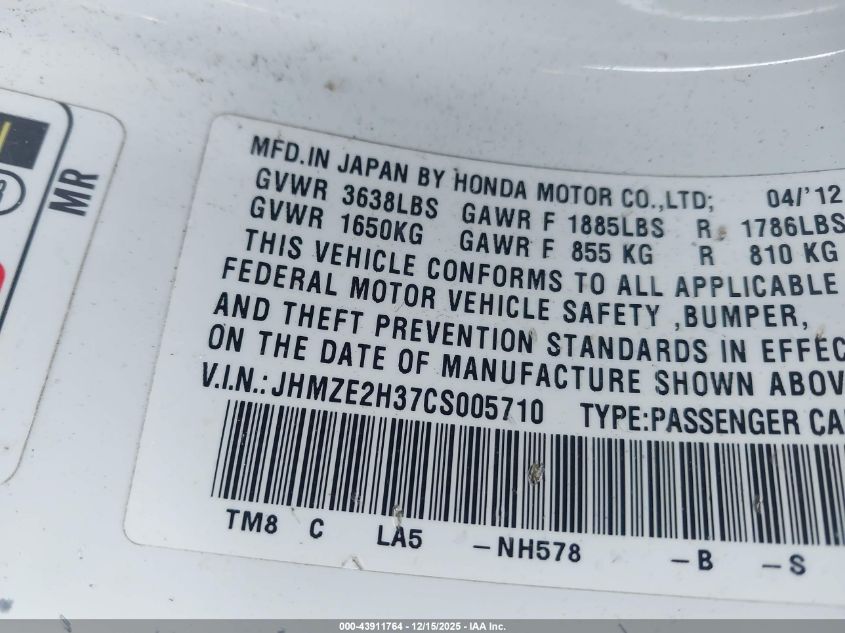 MR
MFD.IN JAPAN BY HONDA MOTOR CO.,LTD; 04/'12
GVWR 3638LBS GAWR F 1885LBS R 1786LBS
GVWR 1650KG GAWR F 855 KG R 810 KG
THIS VEHICLE CONFORMS TO ALL APPLICABLE
FEDERAL MOTOR VEHICLE SAFETY ,BUMPER,
AND THEFT PREVENTION STANDARDS IN EFFEC
ON THE DATE OF MANUFACTURE SHOWN ABOV
V.I.N.: JHMZE2H37CS005710 TYPE:PASSENGER CA
TM8 C LA5 -NH578 -B -S
000-43911764 - 12/15/2025 - IAA Inc.